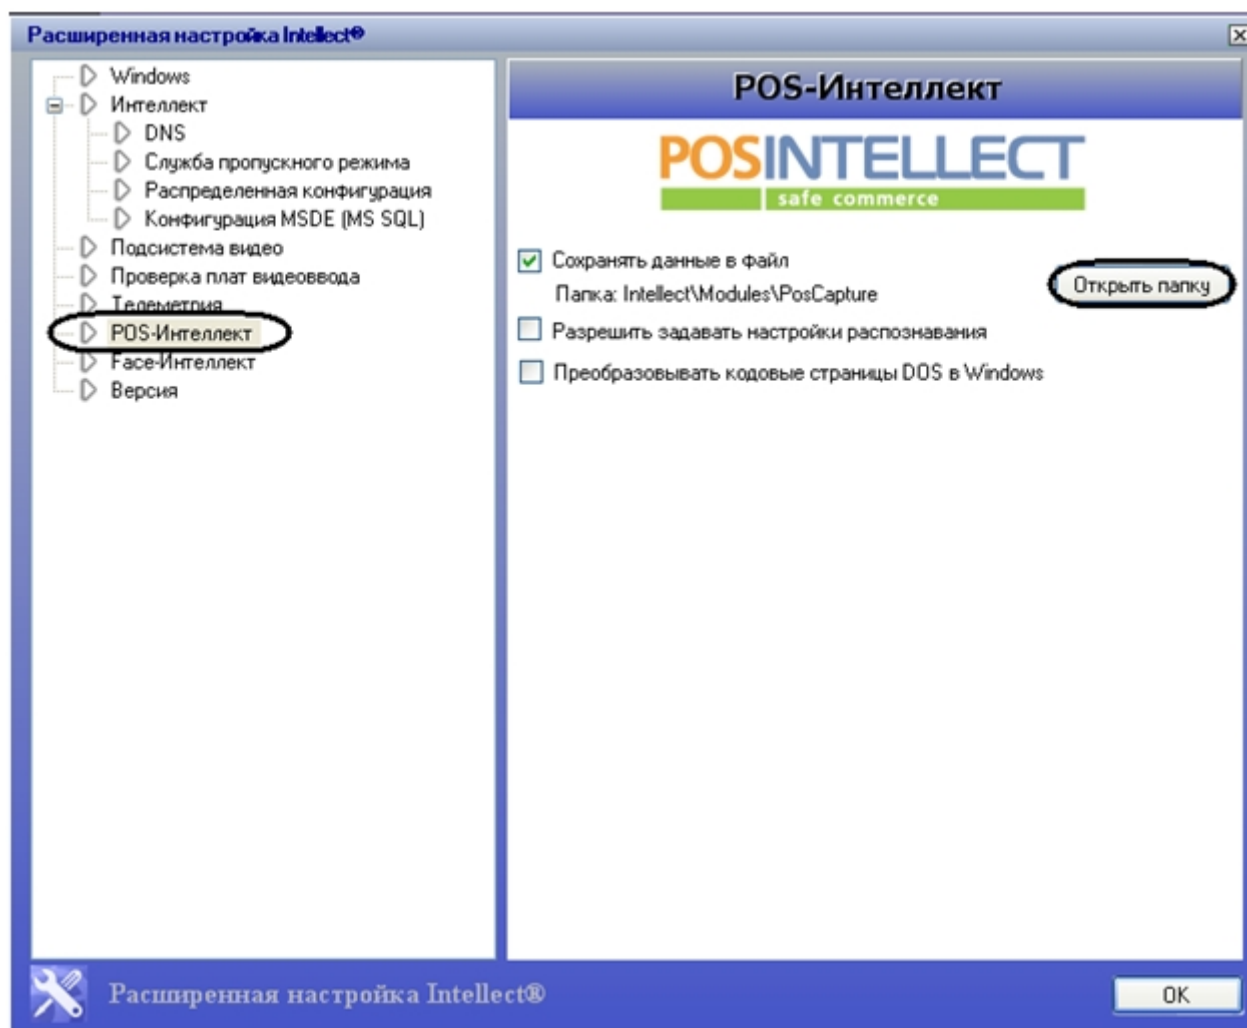 Расширенная настройка Intellect®
Windows
Интеллект
DNS
Служба пропускного режима
Распределенная конфигурация
Конфигурация MSDE (MS SQL)
Подсистема видео
Проверка плат видеоввода
Телеметрия
POS-Интеллект
Face-Интеллект
Версия
POS-Интеллект
POSINTELLECT
safe commerce
Сохранять данные в файл
Папка: Intellect\Modules\PosCapture
Открыть папку
Разрешить задавать настройки распознавания
Преобразовывать кодовые страницы DOS в Windows
Расширенная настройка Intellect®
OK